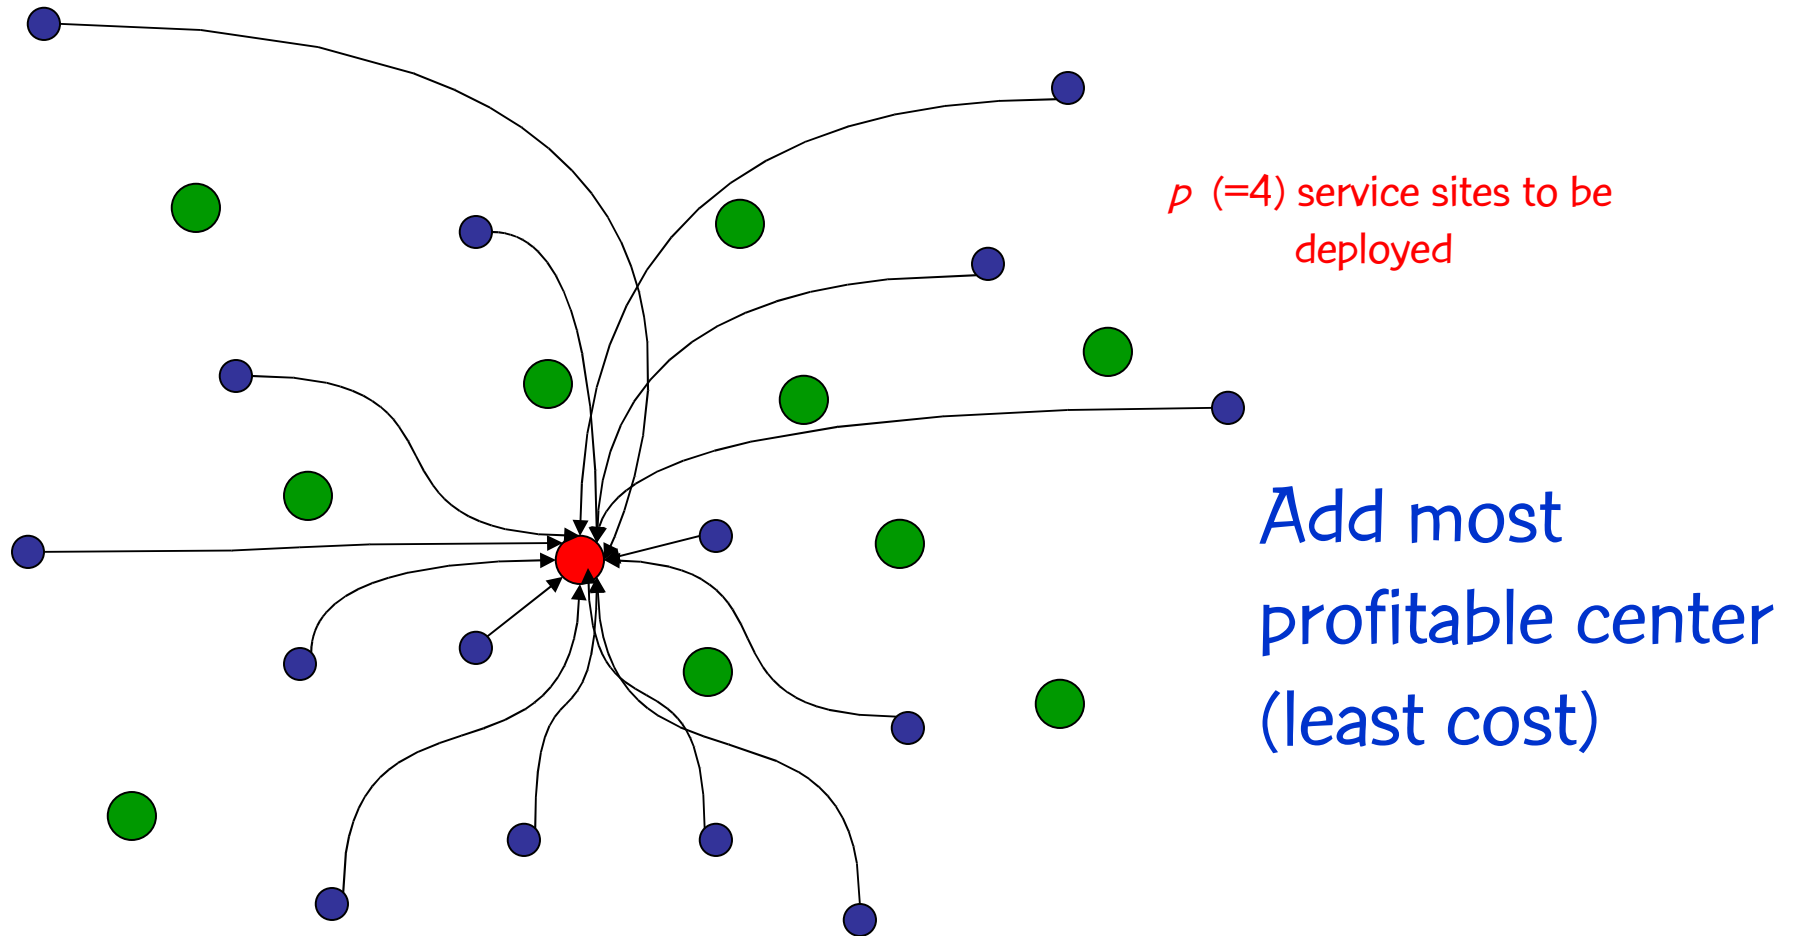 p (=4) service sites to be
deployed
Add most
profitable center
(least cost)